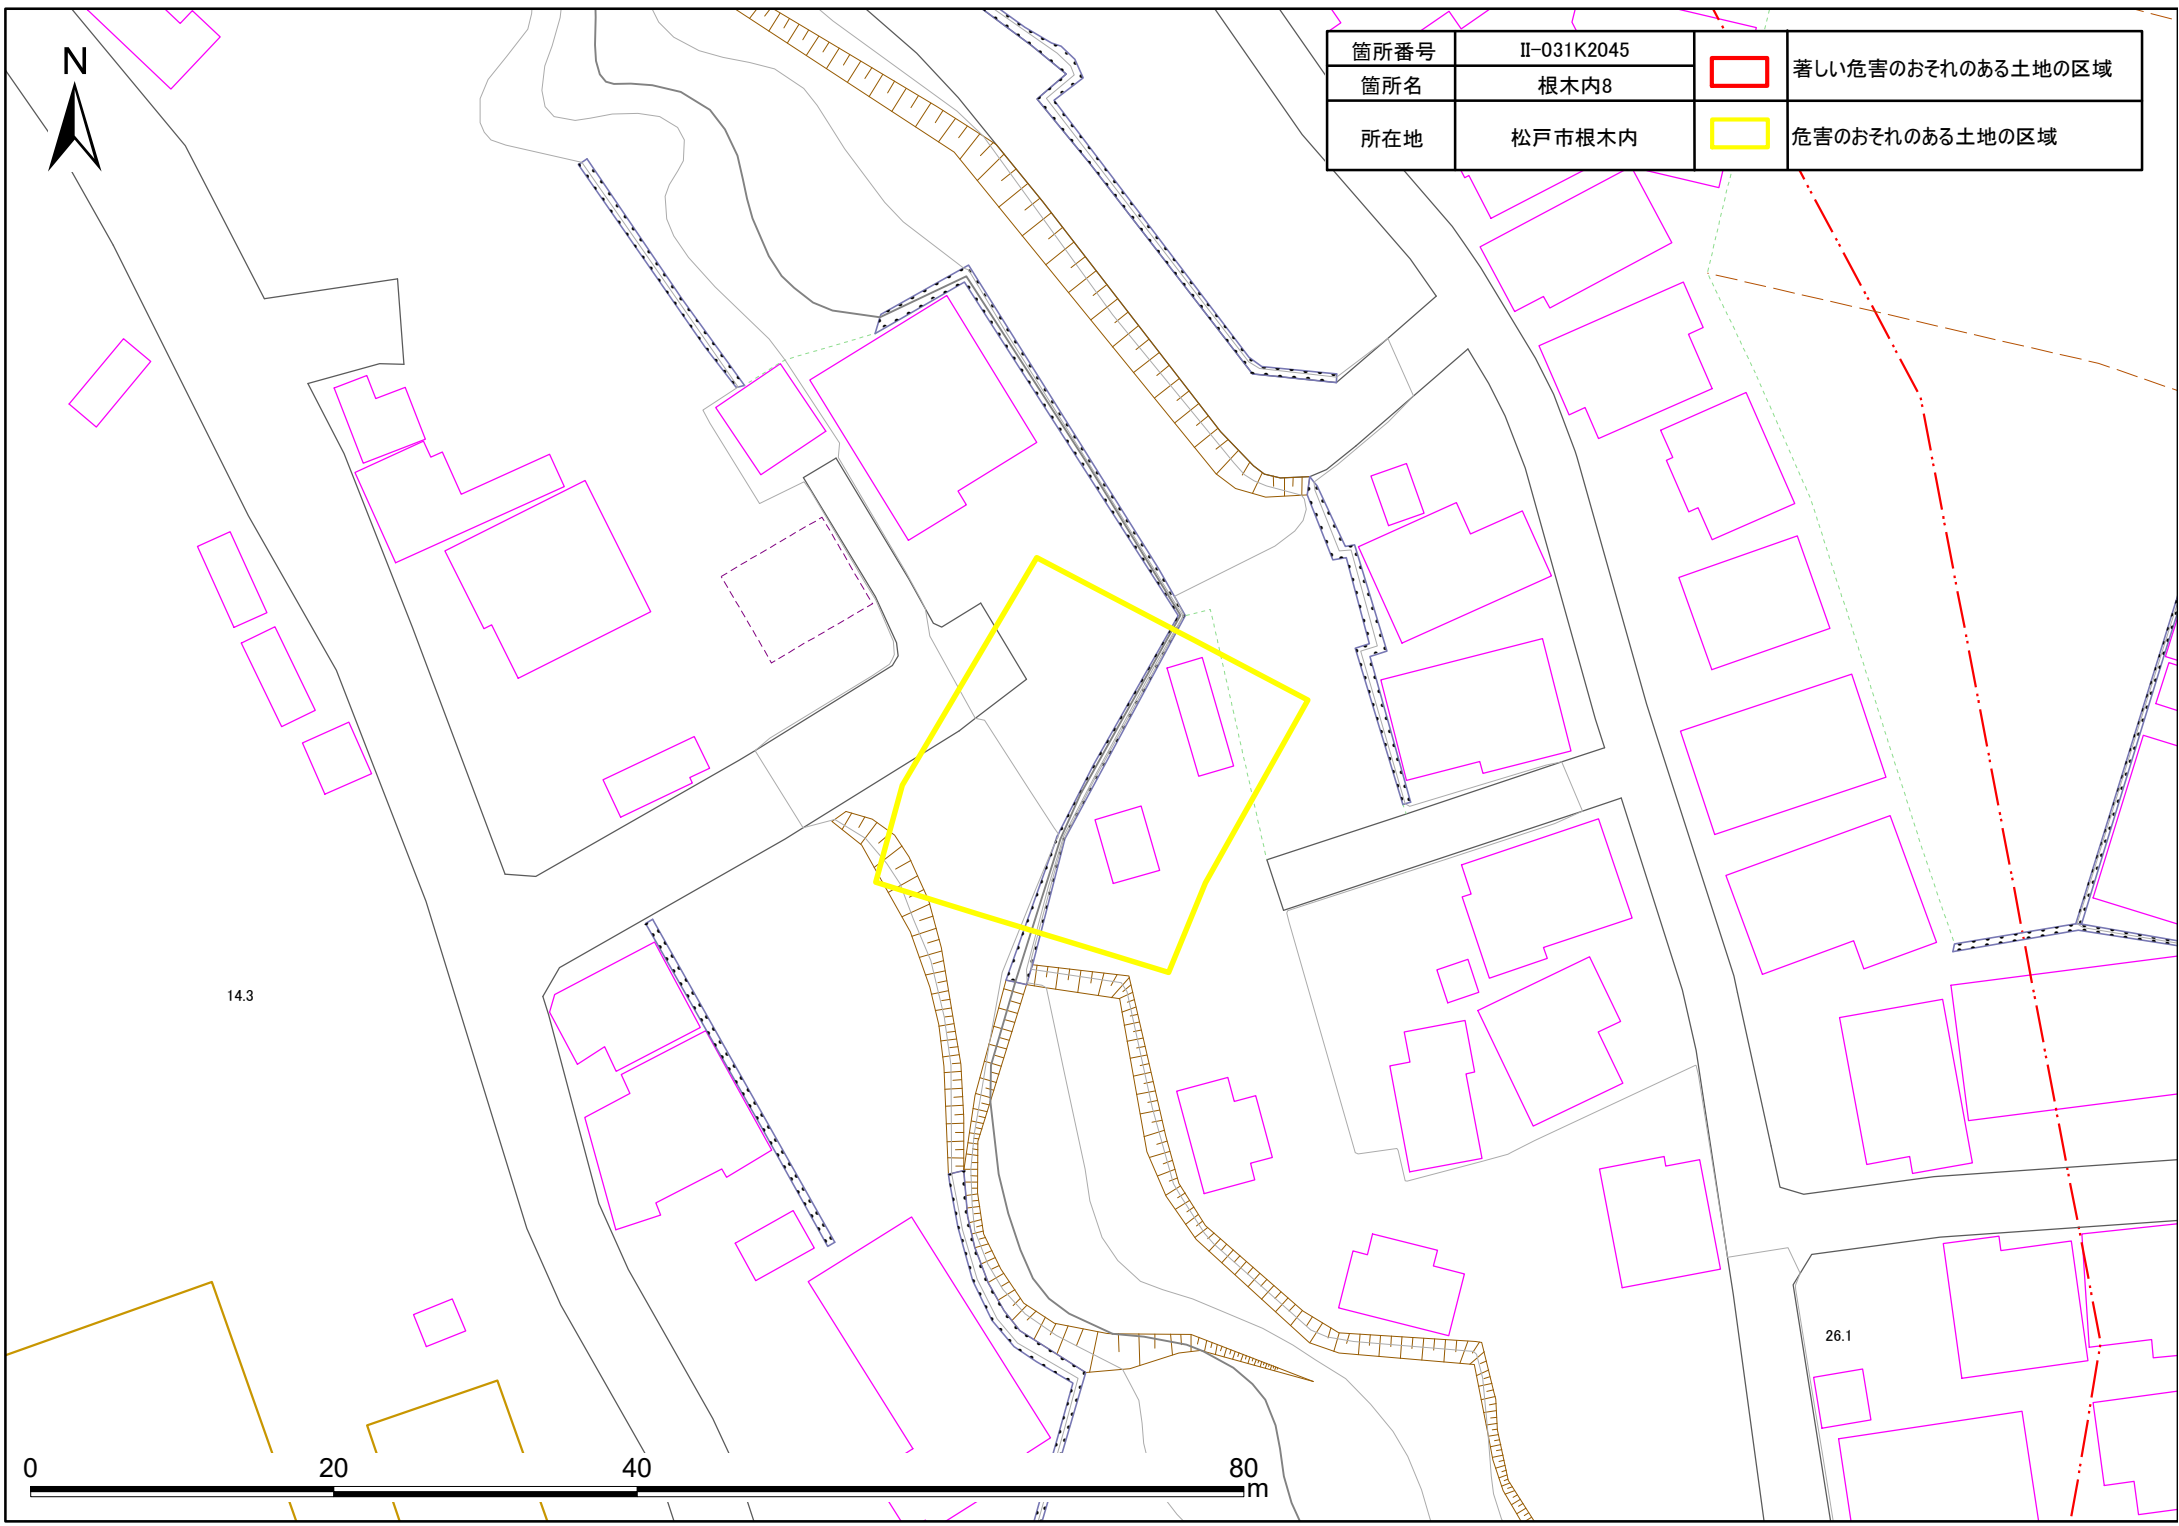 N
箇所番号 II-031K2045 著しい危害のおそれのある土地の区域
箇所名 根木内8
所在地 松戸市根木内 危害のおそれのある土地の区域
14.3
26.1
0 20 40 80
m